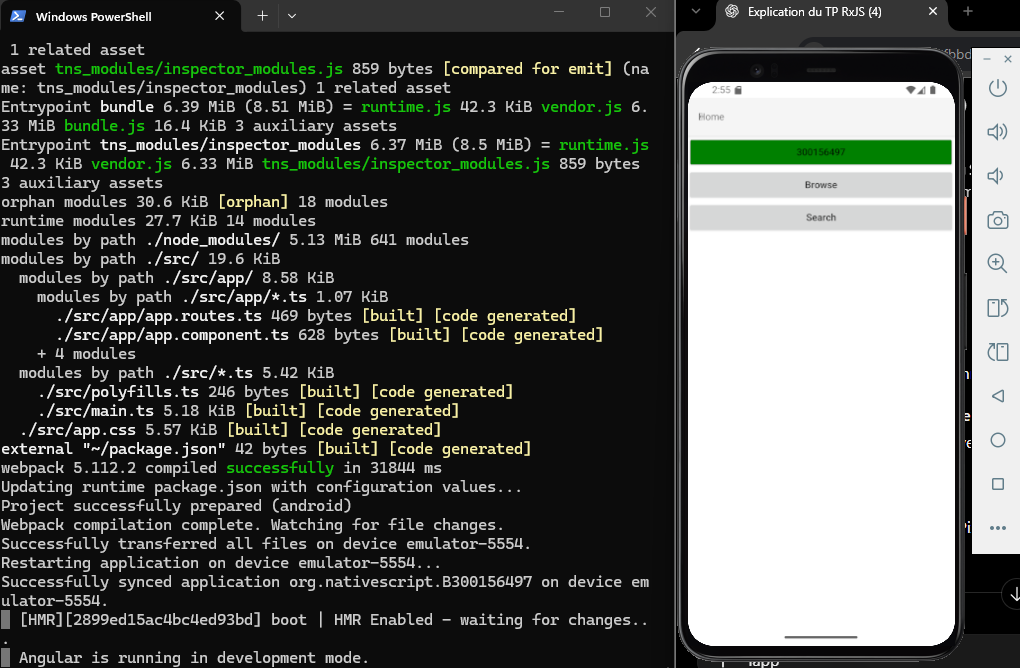 Windows PowerShell
Explication du TP RxJS (4)
 1 related asset
asset tns_modules/inspector_modules.js 859 bytes [compared for emit] (na
me: tns_modules/inspector_modules) 1 related asset
Entrypoint bundle 6.39 MiB (8.51 MiB) = runtime.js 42.3 KiB vendor.js 6.
33 MiB bundle.js 16.4 KiB 3 auxiliary assets
Entrypoint tns_modules/inspector_modules 6.37 MiB (8.5 MiB) = runtime.js
 42.3 KiB vendor.js 6.33 MiB tns_modules/inspector_modules.js 859 bytes
3 auxiliary assets
orphan modules 30.6 KiB [orphan] 18 modules
runtime modules 27.7 KiB 14 modules
modules by path ./node_modules/ 5.13 MiB 641 modules
modules by path ./src/ 19.6 KiB
  modules by path ./src/app/ 8.58 KiB
    modules by path ./src/app/*.ts 1.07 KiB
      ./src/app/app.routes.ts 469 bytes [built] [code generated]
      ./src/app/app.component.ts 628 bytes [built] [code generated]
    + 4 modules
  modules by path ./src/*.ts 5.42 KiB
    ./src/polyfills.ts 246 bytes [built] [code generated]
    ./src/main.ts 5.18 KiB [built] [code generated]
  ./src/app.css 5.57 KiB [built] [code generated]
external "~/package.json" 42 bytes [built] [code generated]
webpack 5.112.2 compiled successfully in 31844 ms
Updating runtime package.json with configuration values...
Project successfully prepared (android)
Webpack compilation complete. Watching for file changes.
Successfully transferred all files on device emulator-5554.
Restarting application on device emulator-5554...
Successfully synced application org.nativescript.B300156497 on device em
ulator-5554.
[HMR][2899ed15ac4bc4ed93bd] boot | HMR Enabled - waiting for changes..
.
Angular is running in development mode.
2:55
Home
300156497
Browse
Search